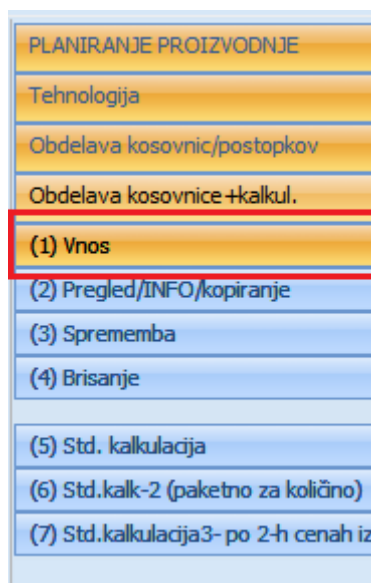 PLANIRANJE PROIZVODNJE
Tehnologija
Obdelava kosovnic/postopkov
Obdelava kosovnice+kalkul.
(1) Vnos
(2) Pregled/INFO/kopiranje
(3) Sprememba
(4) Brisanje
(5) Std. kalkulacija
(6) Std.kalk-2 (paketno za količino)
(7) Std.kalkulacija3- po 2-h cenah iz